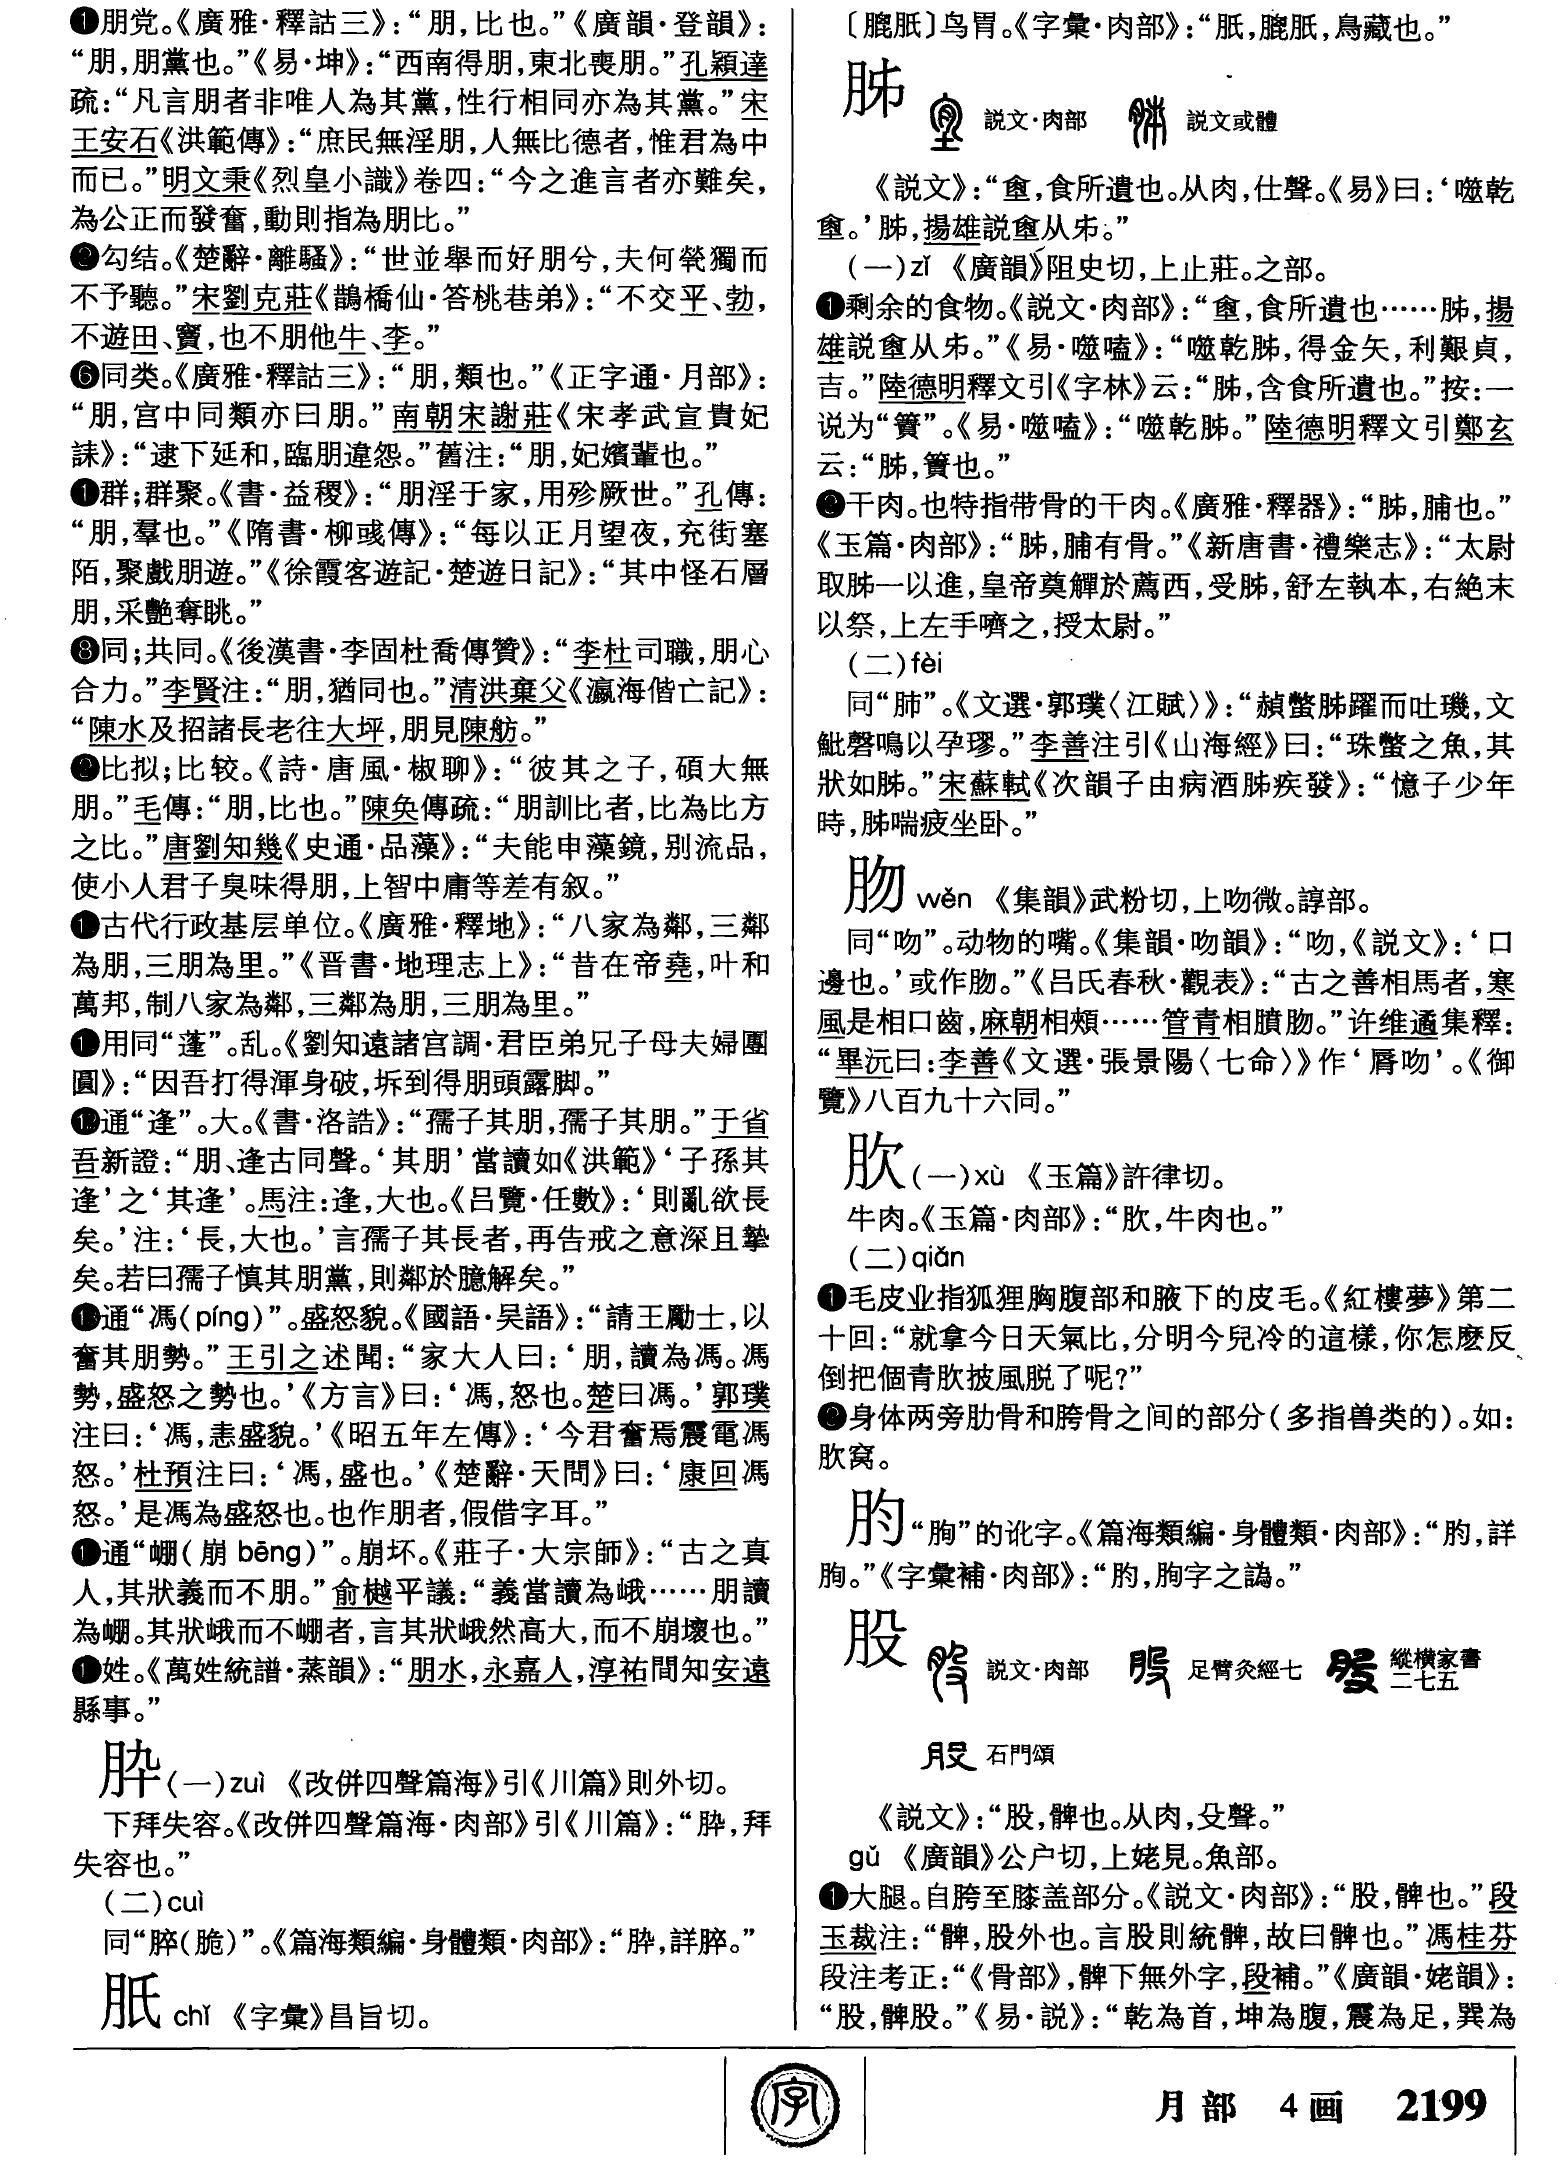 ❶朋党。《廣雅·釋詁三》：“朋，比也。”《廣韻·登韻》：
“朋，朋黨也。”《易·坤》：“西南得朋，東北喪朋。”孔穎達
疏：“凡言朋者非唯人為其黨，性行相同亦為其黨。”宋
王安石《洪範傳》：“庶民無淫朋，人無比德者，惟君為中
而已。”明文秉《烈皇小識》卷四：“今之進言者亦難矣，
為公正而發奮，動則指為朋比。”
勾结。《楚辭·離騷》：“世並舉而好朋兮，夫何煢獨而
不予聽。”宋劉克莊《鵲橋仙·答桃巷弟》：“不交平、勃，
不遊田、竇，也不朋他牛、李。”
❻同类。《廣雅·釋詁三》：“朋，類也。”《正字通·月部》：
“朋，宫中同類亦曰朋。”南朝宋謝莊《宋孝武宣貴妃
誄》：“逮下延和，臨朋違怨。”舊注：“朋，妃嬪輩也。”
❶群；群聚。《書·益稷》：“朋淫于家，用殄厥世。”孔傳：
“朋，羣也。”《隋書·柳彧傳》：“每以正月望夜，充街塞
陌，聚戲朋遊。”《徐霞客遊記·楚遊日記》：“其中怪石層
朋，采艷奪眺。”
❽同；共同。《後漢書·李固杜喬傳贊》：“李杜司職，朋心
合力。”李賢注：“朋，猶同也。”清洪棄父《瀛海偕亡記》：
“陳水及招諸長老往大坪，朋見陳舫。”
比拟；比较。《詩·唐風·椒聊》：“彼其之子，碩大無
朋。”毛傳：“朋，比也。”陳奂傳疏：“朋訓比者，比為比方
之比。”唐劉知幾《史通·品藻》：“夫能申藻鏡，别流品，
使小人君子臭味得朋，上智中庸等差有叙。”
古代行政基层单位。《廣雅·釋地》：“八家為鄰，三鄰
為朋，三朋為里。”《晋書·地理志上》：“昔在帝堯，叶和
萬邦，制八家為鄰，三鄰為朋，三朋為里。”
用同“蓬”。乱。《劉知遠諸宫調·君臣弟兄子母夫婦團
圓》：“因吾打得渾身破，坼到得朋頭露脚。”
通“逢”。大。《書·洛誥》：“孺子其朋，孺子其朋。”于省
吾新證：“朋、逢古同聲。‘其朋’當讀如《洪範》‘子孫其
逢’之‘其逢’。馬注：逢，大也。《吕覽·任數》：‘則亂欲長
矣。’注：‘長，大也。’言孺子其長者，再告戒之意深且摯
矣。若曰孺子慎其朋黨，則鄰於臆解矣。”
通“馮（píng）”。盛怒貌。《國語·吴語》：“請王勵士，以
奮其朋勢。”王引之述聞：“家大人曰：‘朋，讀為馮。馮
勢，盛怒之勢也。’《方言》曰：‘馮，怒也。楚曰馮。’郭璞
注曰：‘馮，恚盛貌。’《昭五年左傳》：‘今君奮焉震電馮
怒。’杜預注曰：‘馮，盛也。’《楚辭·天問》曰：‘康回馮
怒。’是馮為盛怒也。也作朋者，假借字耳。”
通“堋（崩 bēng）”。崩坏。《莊子·大宗師》：“古之真
人，其狀義而不朋。”俞樾平議：“義當讀為峨……朋讀
為堋。其狀峨而不堋者，言其狀峨然高大，而不崩壞也。”
姓。《萬姓統譜·蒸韻》：“朋水，永嘉人，淳祐間知安遠
縣事。”
㭰（一）zuì 《改併四聲篇海》引《川篇》則外切。
下拜失容。《改併四聲篇海·肉部》引《川篇》：“，拜
失容也。”
（二）cuì
同“脺（脆）”。《篇海類編·身體類·肉部》：“，詳脺。”
胝 chǐ 《字彙》昌旨切。
〔膍胝〕鸟胃。《字彙·肉部》：“胝，膍胝，鳥藏也。”
胏 説文·肉部 説文或體
《説文》：“𦚈，食所遺也。从肉，仕聲。《易》曰：‘噬乾
𦚈。’胏，揚雄説𦚈从𠂔。”
（一）zǐ 《廣韻》阻史切，上止莊。之部。
❶剩余的食物。《説文·肉部》：“𦚈，食所遺也……胏，揚
雄説𦚈从𠂔。”《易·噬嗑》：“噬乾胏，得金矢，利艱貞，
吉。”陸德明釋文引《字林》云：“胏，含食所遺也。”按：一
说为“簀”。《易·噬嗑》：“噬乾胏。”陸德明釋文引鄭玄
云：“胏，簀也。”
❷干肉。也特指带骨的干肉。《廣雅·釋器》：“胏，脯也。”
《玉篇·肉部》：“胏，脯有骨。”《新唐書·禮樂志》：“太尉
取胏一以進，皇帝奠觶於薦西，受胏，舒左執本，右絶末
以祭，上左手嚌之，授太尉。”
（二）fèi
同“肺”。《文選·郭璞〈江賦〉》：“赬蟞胏躍而吐璣，文
魮磬鳴以孕璆。”李善注引《山海經》曰：“珠蟞之魚，其
狀如胏。”宋蘇軾《次韻子由病酒胏疾發》：“憶子少年
時，胏喘疲坐卧。”
肳 wěn 《集韻》武粉切，上吻微。諄部。
同“吻”。动物的嘴。《集韻·吻韻》：“吻，《説文》：‘口
邊也。’或作肳。”《吕氏春秋·觀表》：“古之善相馬者，寒
風是相口齒，麻朝相頰……管青相膹肳。”许维遹集釋：
“畢沅曰：李善《文選·張景陽〈七命〉》作‘脣吻’。《御
覽》八百九十六同。”
肷（一）xù 《玉篇》許律切。
牛肉。《玉篇·肉部》：“肷，牛肉也。”
（二）qiǎn
❶毛皮业指狐狸胸腹部和腋下的皮毛。《紅樓夢》第二
十回：“就拿今日天氣比，分明今兒冷的這樣，你怎麽反
倒把個青肷披風脱了呢？”
❷身体两旁肋骨和胯骨之间的部分（多指兽类的）。如：
肷窝。
肑“朐”的讹字。《篇海類編·身體類·肉部》：“肑，詳
朐。”《字彙補·肉部》：“肑，朐字之譌。”
股 説文·肉部 足臂灸經七 縱横家書二七五
石門頌
《説文》：“股，髀也。从肉，殳聲。”
gǔ 《廣韻》公户切，上姥見。魚部。
❶大腿。自胯至膝盖部分。《説文·肉部》：“股，髀也。”段
玉裁注：“髀，股外也。言股則統髀，故曰髀也。”馮桂芬
段注考正：“《骨部》，髀下無外字，段補。”《廣韻·姥韻》：
“股，髀股。”《易·説》：“乾為首，坤為腹，震為足，巽為
字
月部 4画 2199